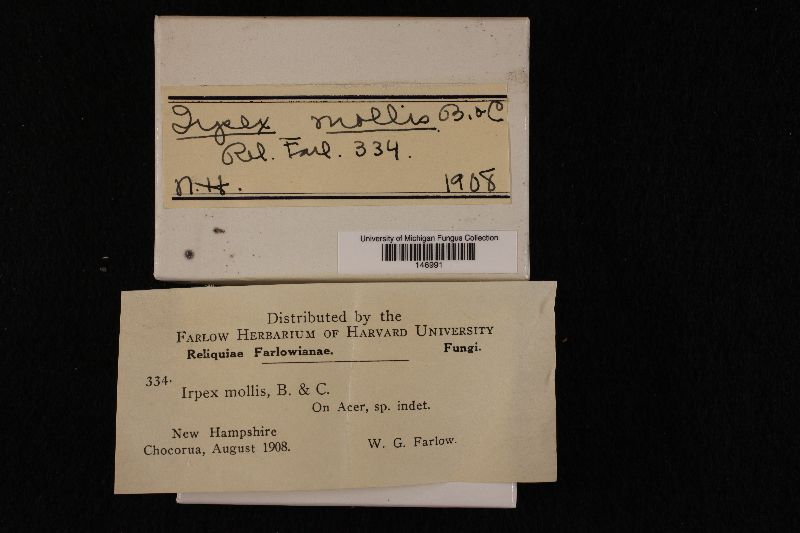 Irpex mollis B. & C
Rel. Farl. 334.
N.H. 1908
University of Michigan Fungus Collection
146991
Distributed by the
FARLOW HERBARIUM OF HARVARD UNIVERSITY
Reliquiae Farlowianae. Fungi.
334.
Irpex mollis, B. & C.
On Acer, sp. indet.
New Hampshire
Chocorua, August 1908. W. G. Farlow.